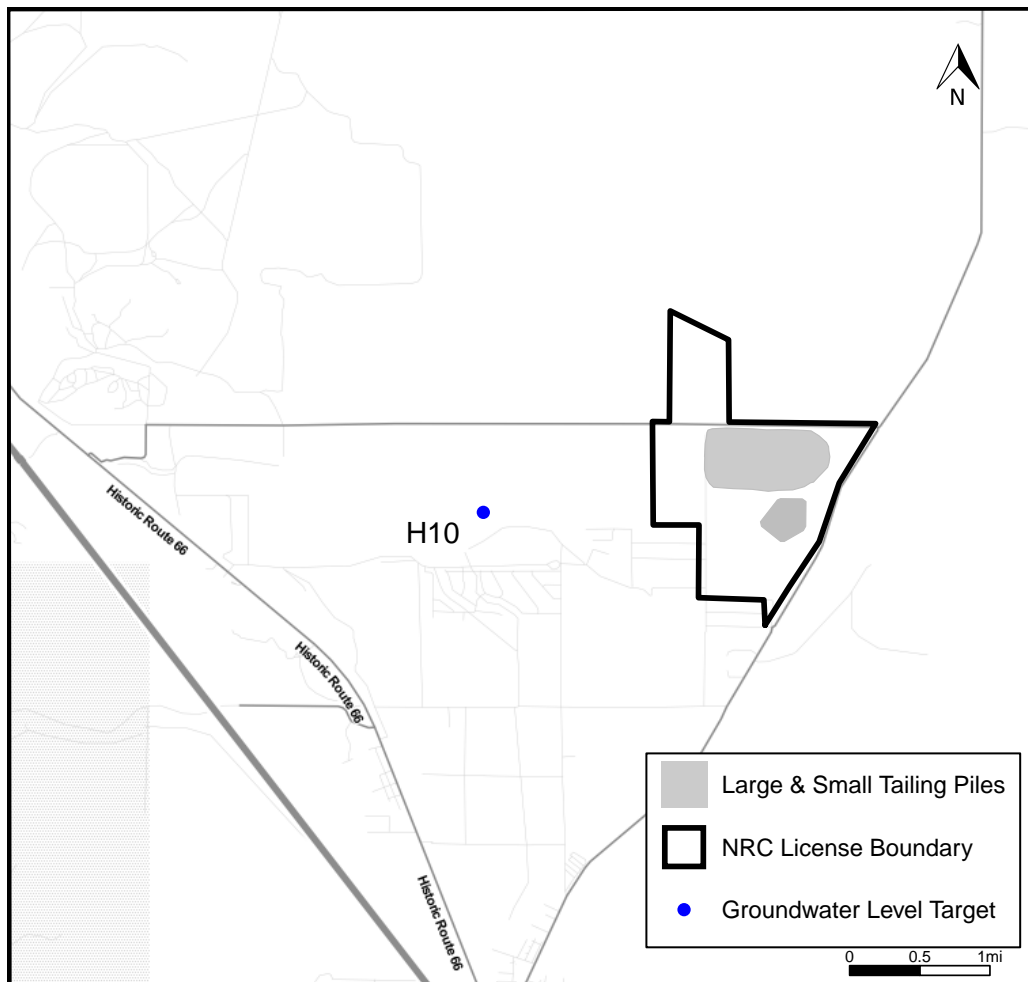 N
H10
Historic Route 66
Historic Route 66
Historic Route 66
Large & Small Tailing Piles
NRC License Boundary
Groundwater Level Target
0 0.5 1mi